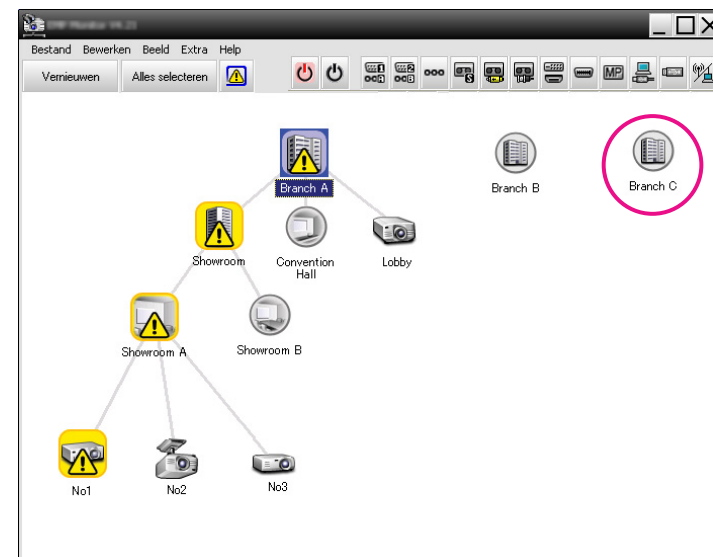 Bestand Bewerken Beeld Extra Help
Vernieuwen Alles selecteren
MP
Branch A
Branch B
Branch C
Showroom
Convention
Hall
Lobby
Showroom A
Showroom B
No1
No2
No3